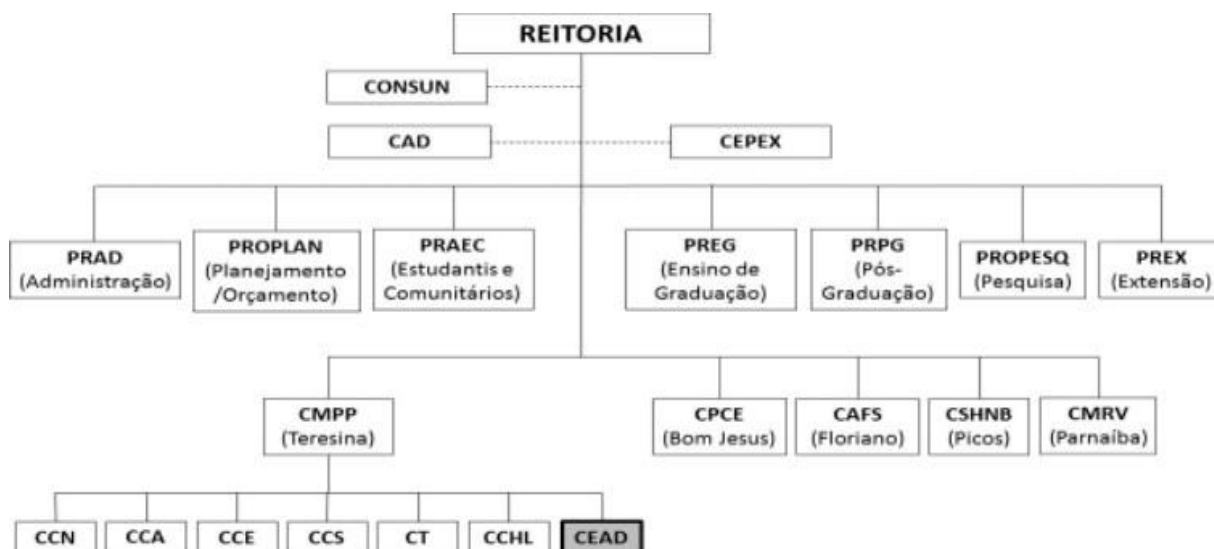 REITORIA
CONSUN
CAD
CEPEX
PRAD
(Administração)
PROPLAN
(Planejamento
/Orçamento)
PRAEC
(Estudantis e
Comunitários)
PREG
(Ensino de
Graduação)
PRPG
(Pós-
Graduação)
PROPESQ
(Pesquisa)
PREX
(Extensão)
CMPP
(Teresina)
CPCE
(Bom Jesus)
CAFS
(Floriano)
CSHNB
(Picos)
CMRV
(Parnaíba)
CCN
CCA
CCE
CCS
CT
CCHL
CEAD